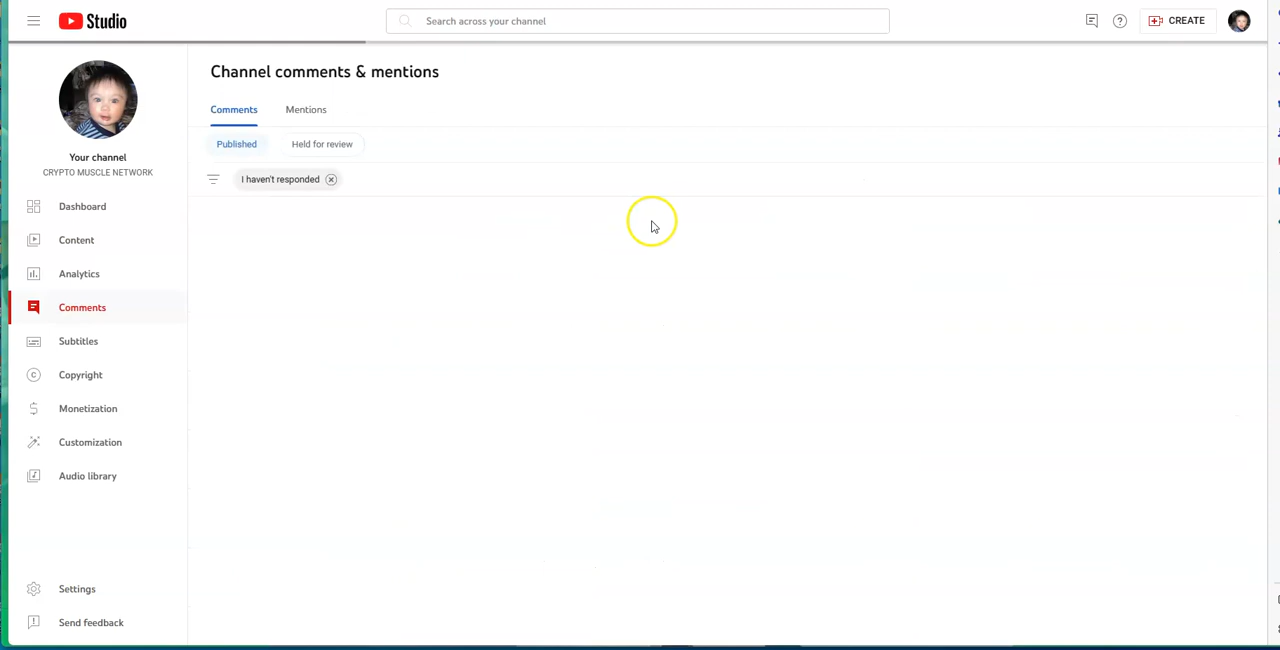 Studio
Search across your channel
CREATE
Channel comments & mentions
Comments
Mentions
Published
Held for review
I haven't responded
Your channel
CRYPTO MUSCLE NETWORK
Dashboard
Content
Analytics
Comments
Subtitles
Copyright
Monetization
Customization
Audio library
Settings
Send feedback